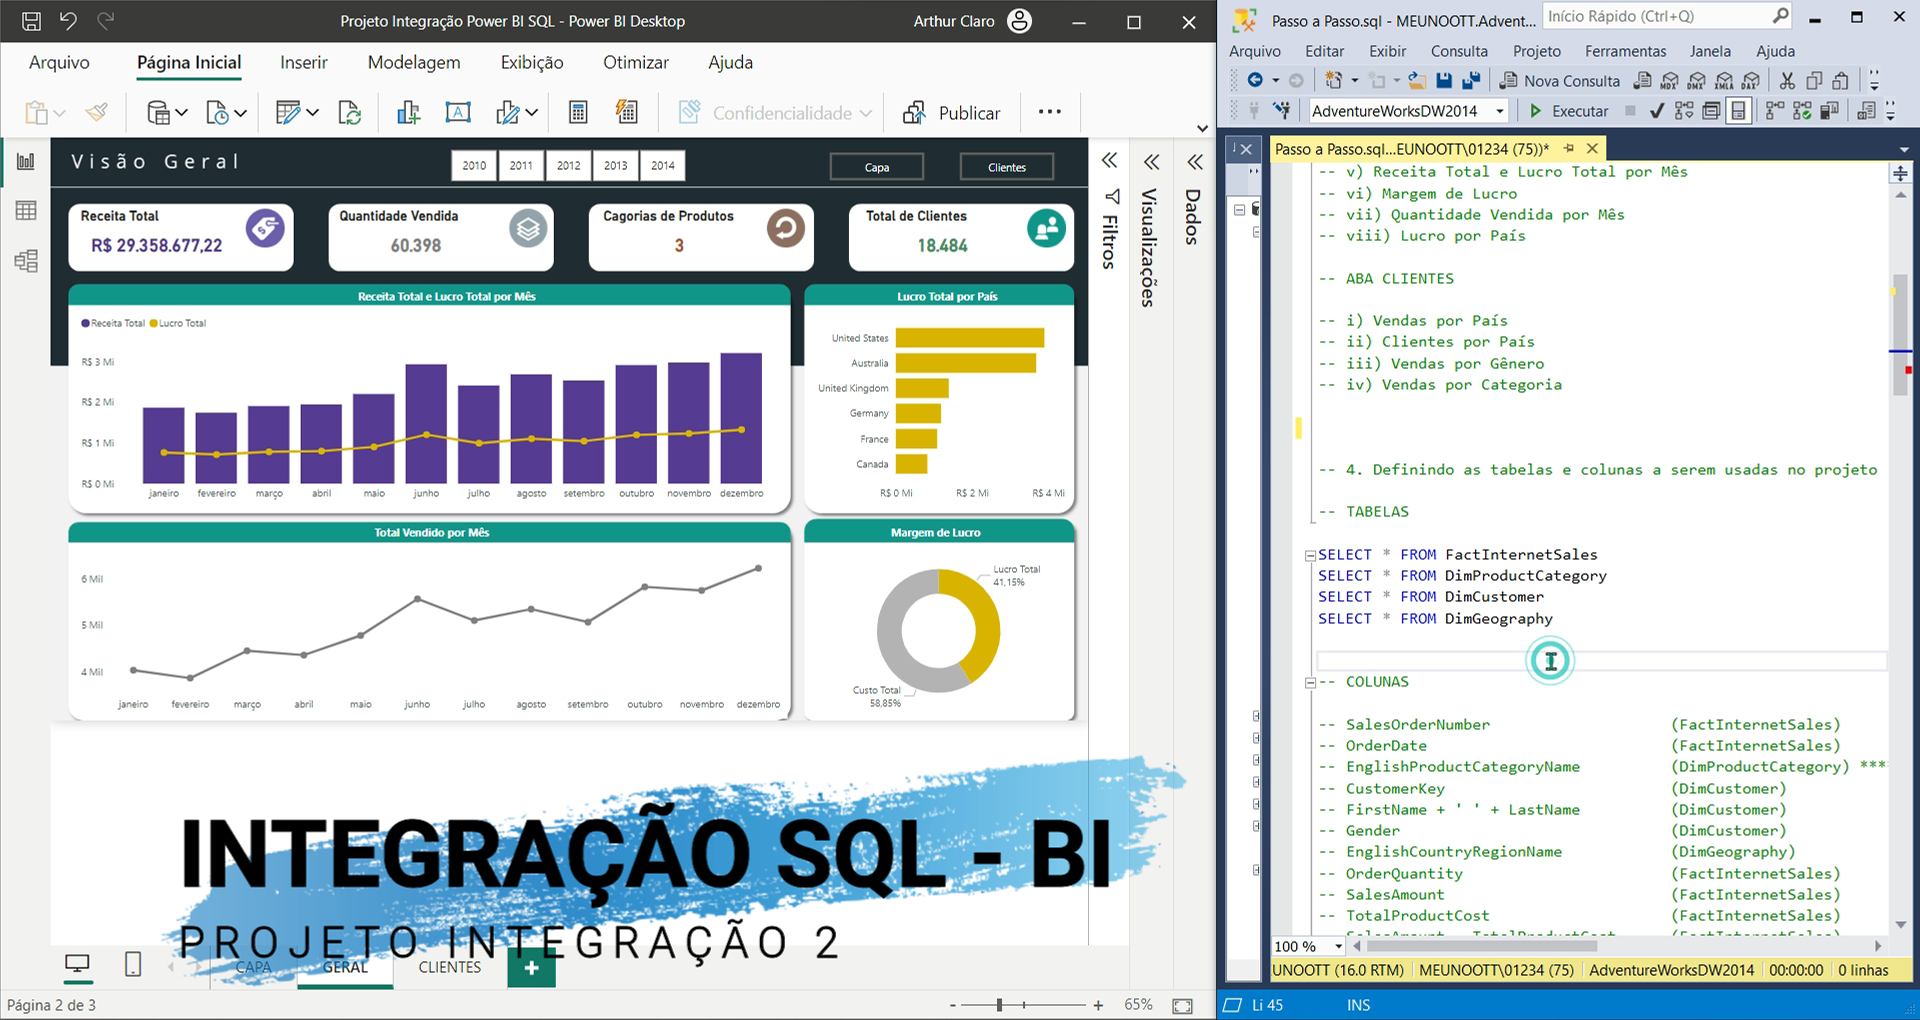 Projeto Integração Power BI SQL - Power BI Desktop
Arthur Claro
Arquivo
Página Inicial
Inserir
Modelagem
Exibição
Otimizar
Ajuda
Confidencialidade
Publicar
Visão Geral
2010
2011
2012
2013
2014
Capa
Clientes
Receita Total
R$ 29.358.677,22
Quantidade Vendida
60.398
Cagorias de Produtos
3
Total de Clientes
18.484
Receita Total e Lucro Total por Mês
Receita Total
Lucro Total
R$ 3 Mi
R$ 2 Mi
R$ 1 Mi
R$ 0 Mi
janeiro fevereiro março abril maio junho julho agosto setembro outubro novembro dezembro
Lucro Total por País
United States
Australia
United Kingdom
Germany
France
Canada
R$ 0 Mi R$ 2 Mi R$ 4 Mi
Total Vendido por Mês
6 Mil
5 Mil
4 Mil
janeiro fevereiro março abril maio junho julho agosto setembro outubro novembro dezembro
Margem de Lucro
Lucro Total
41,15%
Custo Total
58,85%
Filtros
Visualizações
Dados
INTEGRAÇÃO SQL - BI
PROJETO INTEGRAÇÃO 2
CAPA
GERAL
CLIENTES
Página 2 de 3
65%
Passo a Passo.sql - MEUNOOTT.Advent...
Início Rápido (Ctrl+Q)
Arquivo
Editar
Exibir
Consulta
Projeto
Ferramentas
Janela
Ajuda
Nova Consulta
MDX
DMX
XMLA
DAX
AdventureWorksDW2014
Executar
Passo a Passo.sql...EUNOOTT\01234 (75))*
-- v) Receita Total e Lucro Total por Mês
-- vi) Margem de Lucro
-- vii) Quantidade Vendida por Mês
-- viii) Lucro por País
-- ABA CLIENTES
-- i) Vendas por País
-- ii) Clientes por País
-- iii) Vendas por Gênero
-- iv) Vendas por Categoria
-- 4. Definindo as tabelas e colunas a serem usadas no projeto
-- TABELAS
SELECT * FROM FactInternetSales
SELECT * FROM DimProductCategory
SELECT * FROM DimCustomer
SELECT * FROM DimGeography
-- COLUNAS
-- SalesOrderNumber (FactInternetSales)
-- OrderDate (FactInternetSales)
-- EnglishProductCategoryName (DimProductCategory) ***
-- CustomerKey (DimCustomer)
-- FirstName + ' ' + LastName (DimCustomer)
-- Gender (DimCustomer)
-- EnglishCountryRegionName (DimGeography)
-- OrderQuantity (FactInternetSales)
-- SalesAmount (FactInternetSales)
-- TotalProductCost (FactInternetSales)
-- SalesAmount - TotalProductCost (FactInternetSales)
100 %
UNOOTT (16.0 RTM)
MEUNOOTT\01234 (75)
AdventureWorksDW2014
00:00:00
0 linhas
Li 45
INS